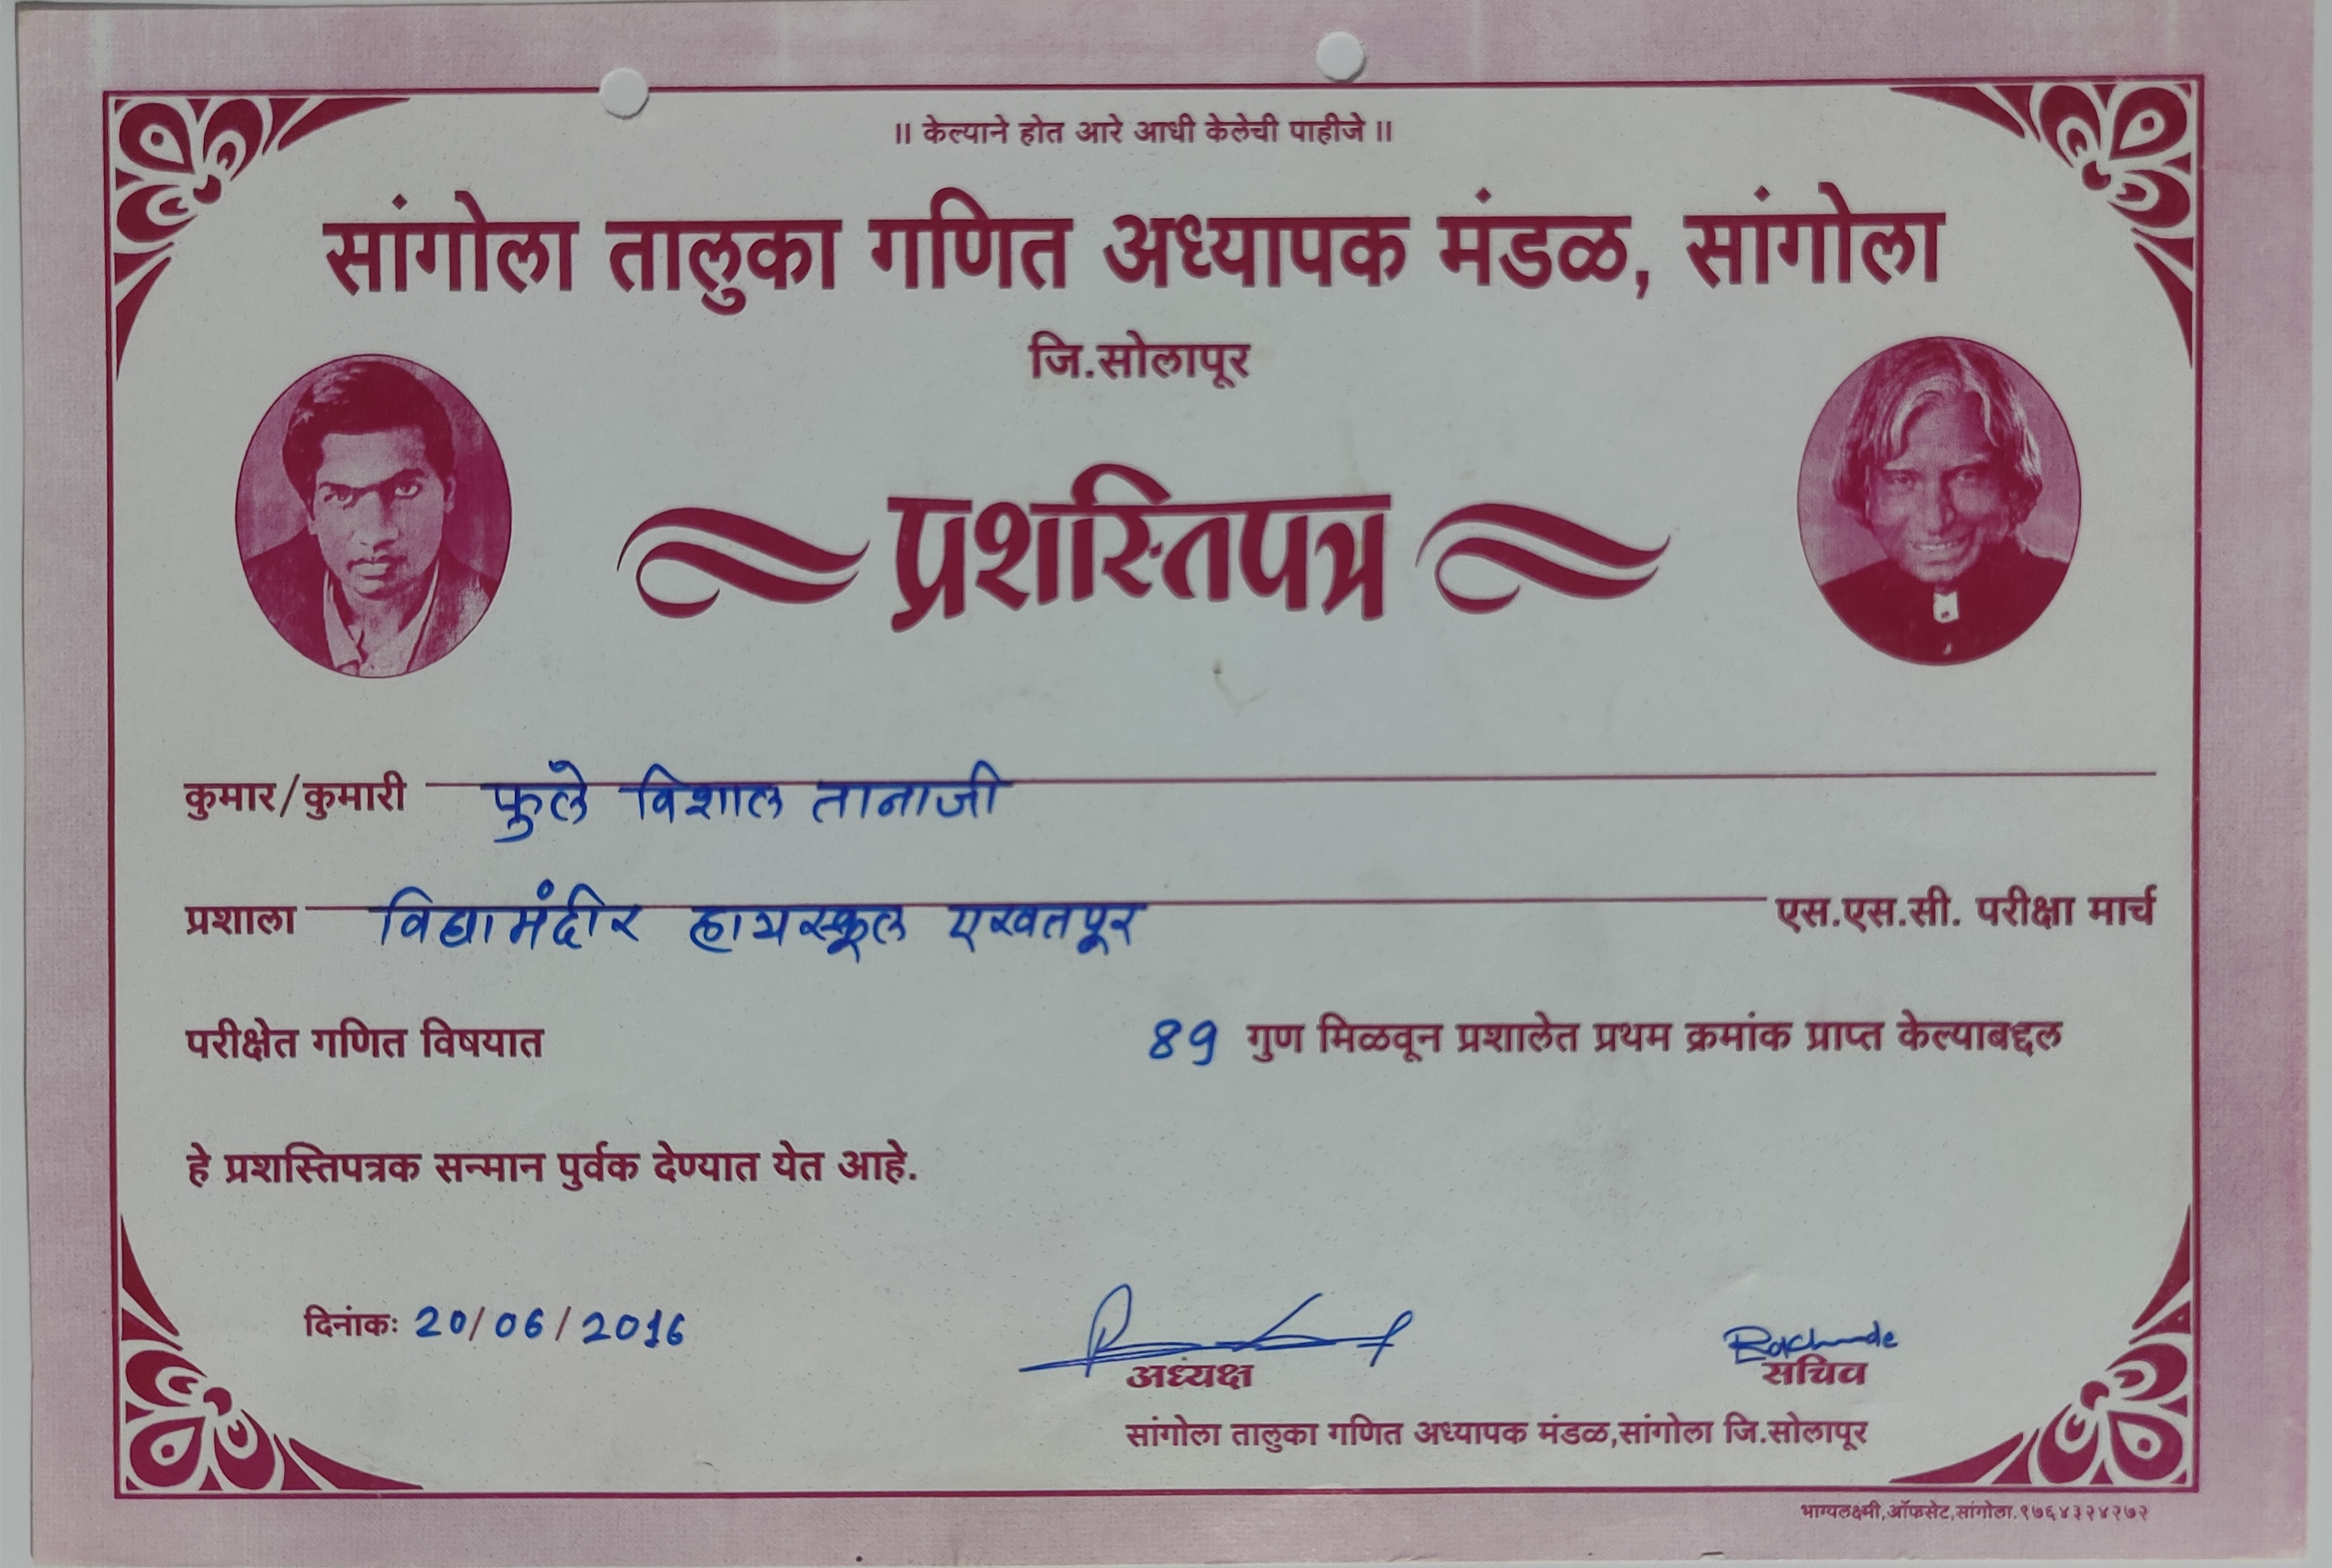 ॥ केल्याने होत आरे आधी केलेची पाहीजे ॥
सांगोला तालुका गणित अध्यापक मंडळ, सांगोला
जि.सोलापूर
प्रशस्तिपत्र
कुमार/कुमारी फुले विशाल तानाजी
प्रशाला विद्यामंदीर हायस्कूल एखतपूर एस.एस.सी. परीक्षा मार्च
परीक्षेत गणित विषयात 89 गुण मिळवून प्रशालेत प्रथम क्रमांक प्राप्त केल्याबद्दल
हे प्रशस्तिपत्रक सन्मान पुर्वक देण्यात येत आहे.
दिनांकः 20/06/2016
अध्यक्ष सचिव
सांगोला तालुका गणित अध्यापक मंडळ,सांगोला जि.सोलापूर
भाग्यलक्ष्मी,ऑफसेट,सांगोला.